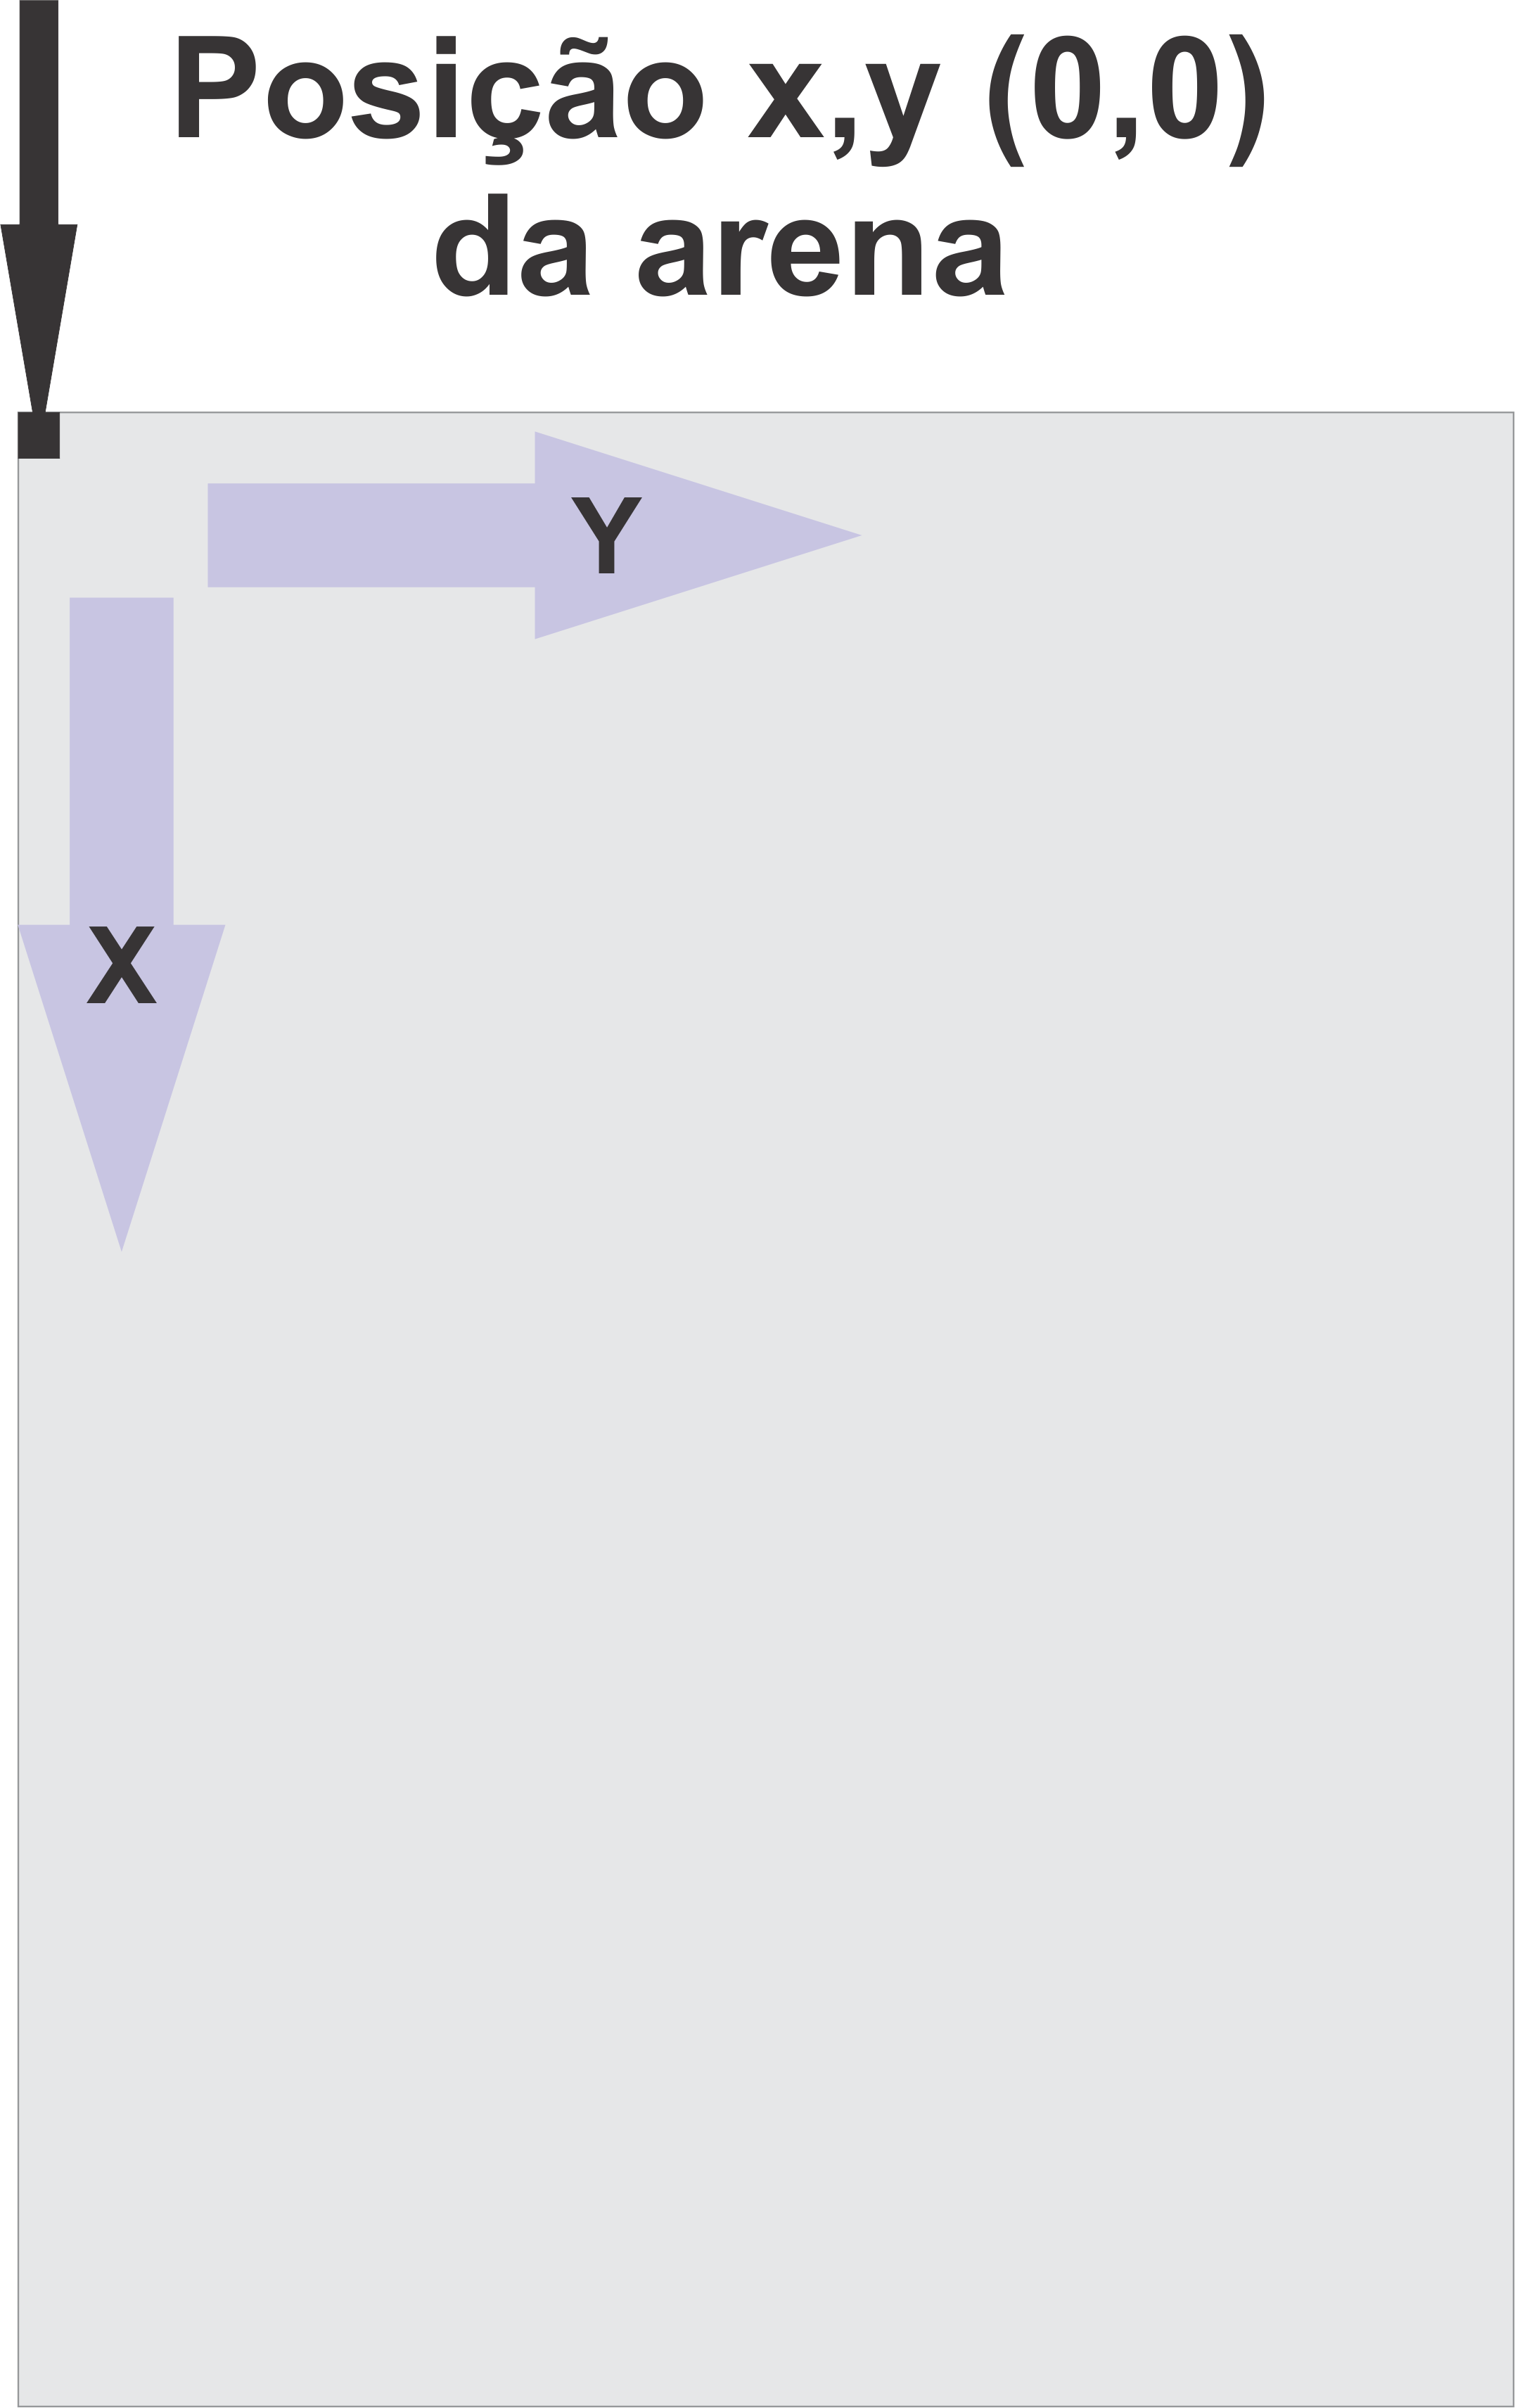 Posição x,y (0,0)
da arena
Y
X